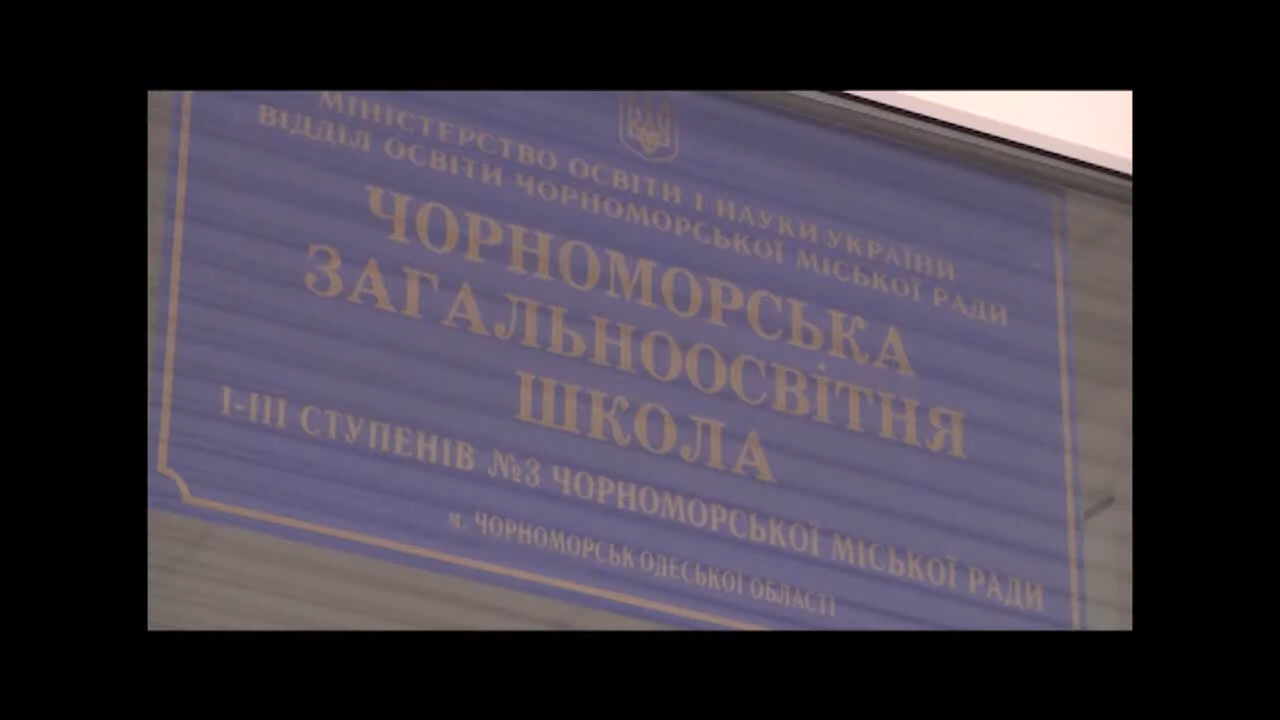 МІНІСТЕРСТВО ОСВІТИ І НАУКИ УКРАЇНИ
ВІДДІЛ ОСВІТИ ЧОРНОМОРСЬКОЇ МІСЬКОЇ РАДИ
ЧОРНОМОРСЬКА
ЗАГАЛЬНООСВІТНЯ
ШКОЛА
І-ІІІ СТУПЕНІВ №3 ЧОРНОМОРСЬКОЇ МІСЬКОЇ РАДИ
м. ЧОРНОМОРСЬК ОДЕСЬКОЇ ОБЛАСТІ